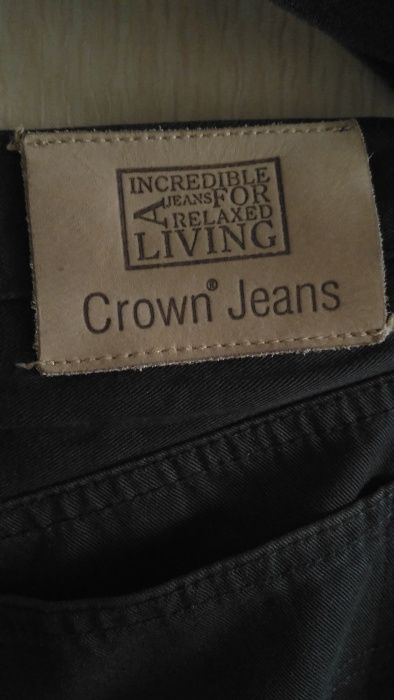 INCREDIBLE
A JEANS FOR
RELAXED
LIVING
Crown® Jeans